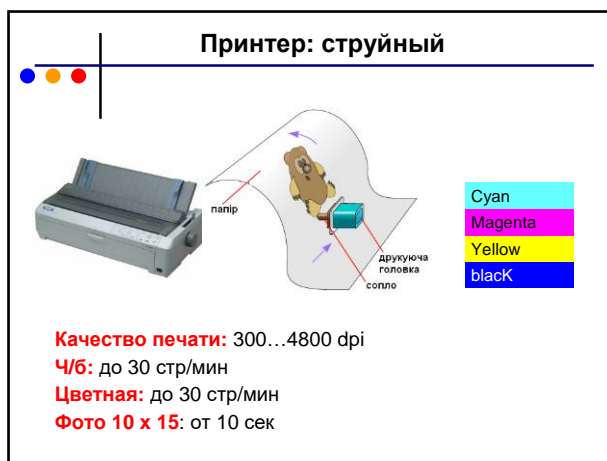 Принтер: струйный
папір
друкуюча
головка
сопло
Cyan
Magenta
Yellow
blacK
Качество печати: 300…4800 dpi
Ч/б: до 30 стр/мин
Цветная: до 30 стр/мин
Фото 10 x 15: от 10 сек